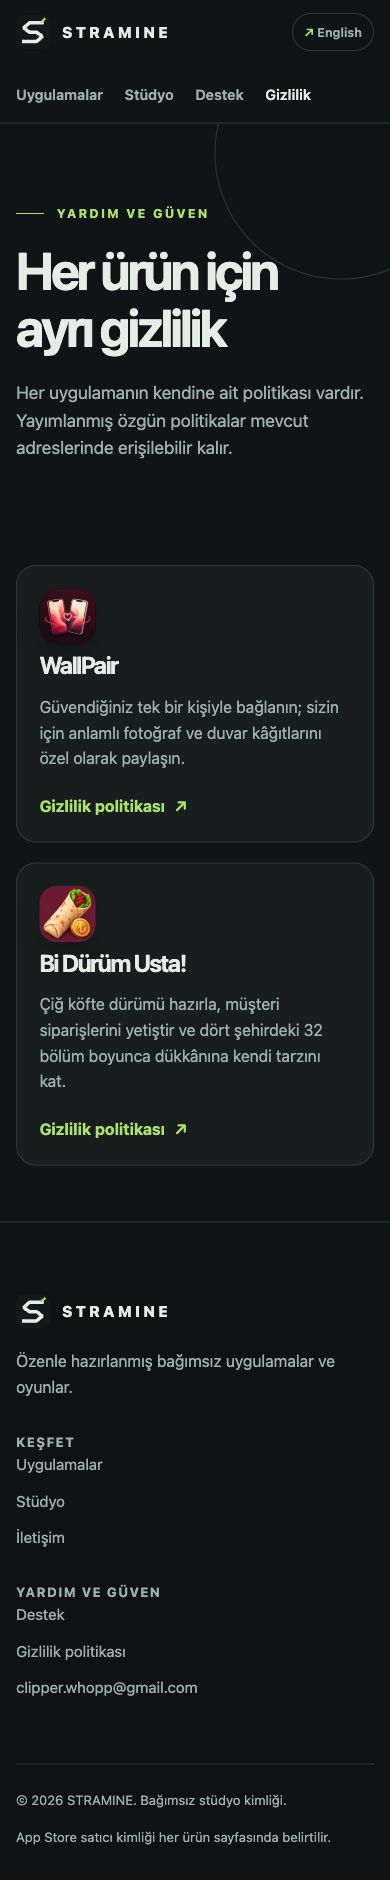 STRAMINE
English
Uygulamalar Stüdyo Destek Gizlilik
YARDIM VE GÜVEN
Her ürün için
ayrı gizlilik
Her uygulamanın kendine ait politikası vardır.
Yayımlanmış özgün politikalar mevcut
adreslerinde erişilebilir kalır.
WallPair
Güvendiğiniz tek bir kişiyle bağlanın; sizin
için anlamlı fotoğraf ve duvar kâğıtlarını
özel olarak paylaşın.
Gizlilik politikası
Bi Dürüm Usta!
Çiğ köfte dürümü hazırla, müşteri
siparişlerini yetiştir ve dört şehirdeki 32
bölüm boyunca dükkânına kendi tarzını
kat.
Gizlilik politikası
STRAMINE
Özenle hazırlanmış bağımsız uygulamalar ve
oyunlar.
KEŞFET
Uygulamalar
Stüdyo
İletişim
YARDIM VE GÜVEN
Destek
Gizlilik politikası
clipper.whopp@gmail.com
© 2026 STRAMINE. Bağımsız stüdyo kimliği.
App Store satıcı kimliği her ürün sayfasında belirtilir.